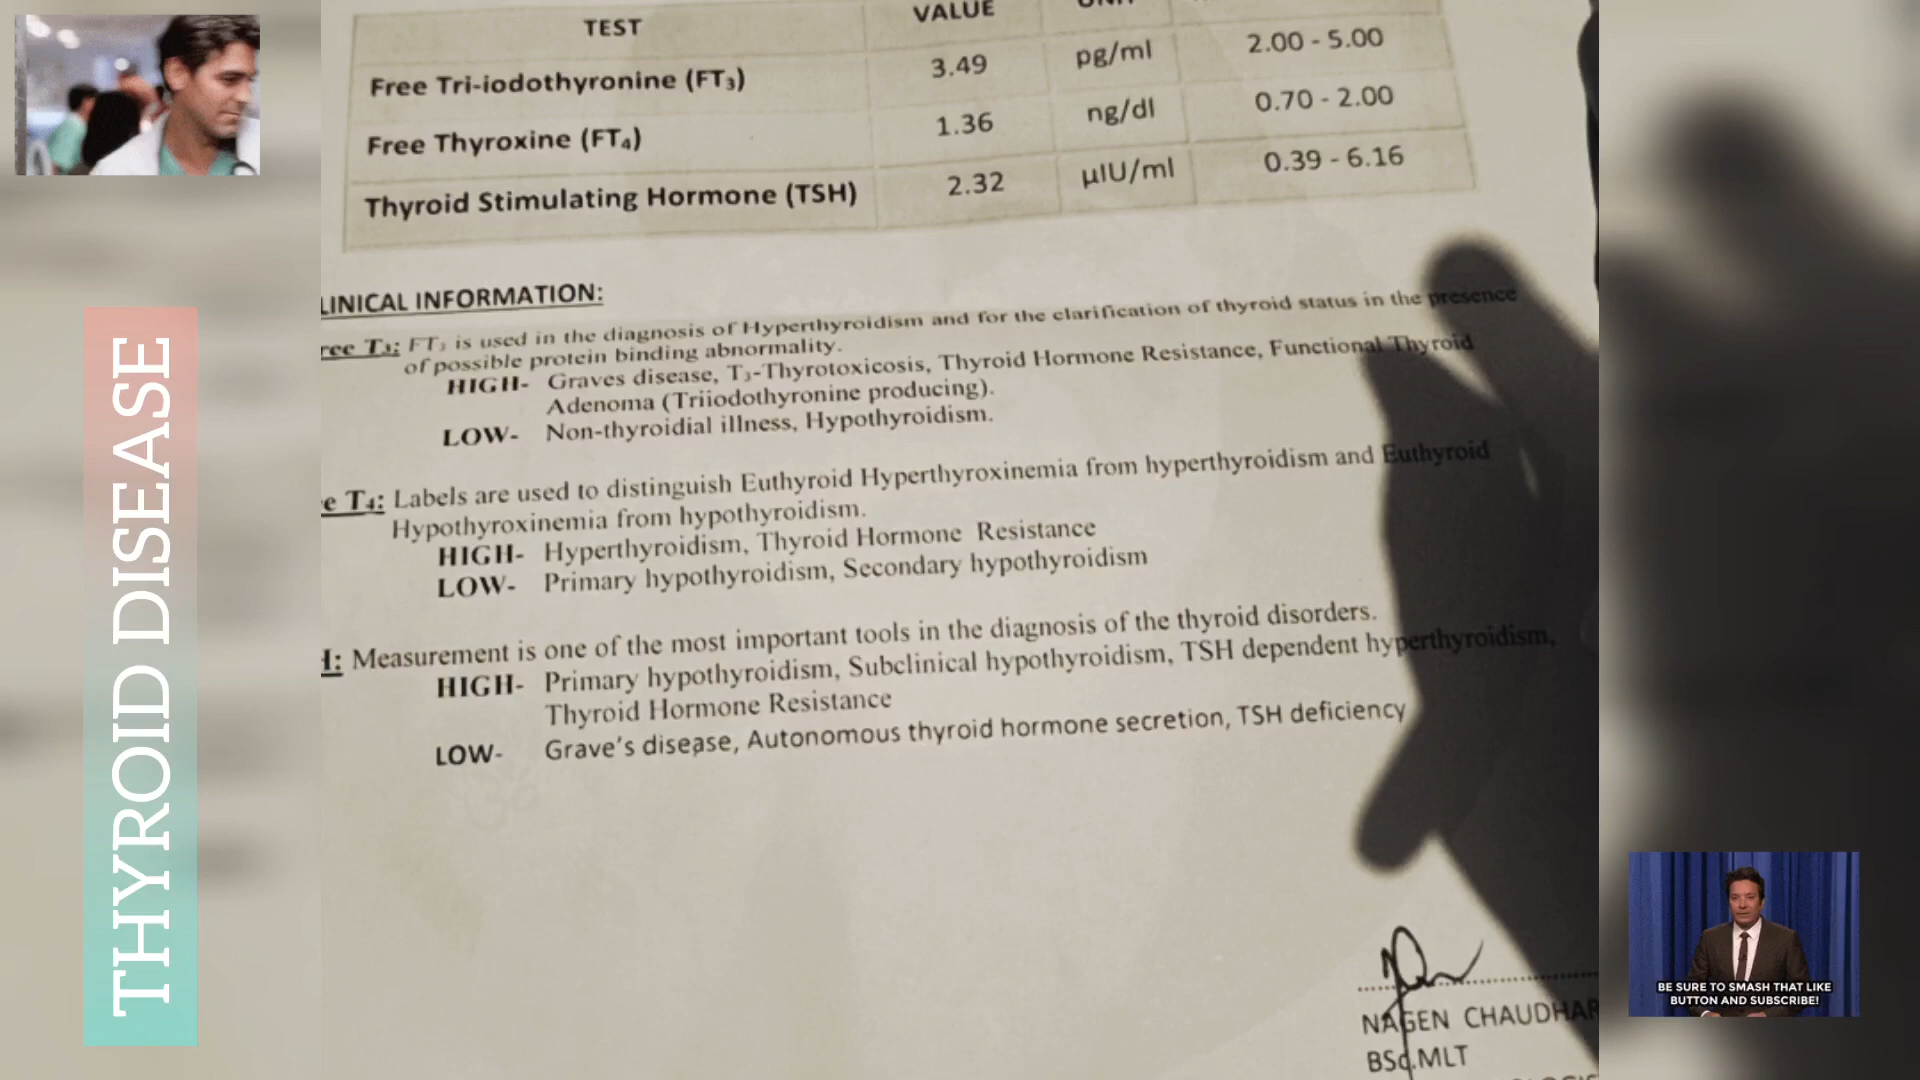 THYROID DISEASE
TEST VALUE
Free Tri-iodothyronine (FT₃) 3.49 pg/ml 2.00 - 5.00
Free Thyroxine (FT₄) 1.36 ng/dl 0.70 - 2.00
Thyroid Stimulating Hormone (TSH) 2.32 µIU/ml 0.39 - 6.16
LINICAL INFORMATION:
ree T₃: FT₃ is used in the diagnosis of Hyperthyroidism and for the clarification of thyroid status in the presence
of possible protein binding abnormality.
HIGH- Graves disease, T₃-Thyrotoxicosis, Thyroid Hormone Resistance, Functional Thyroid
Adenoma (Triiodothyronine producing).
LOW- Non-thyroidial illness, Hypothyroidism.
e T₄: Labels are used to distinguish Euthyroid Hyperthyroxinemia from hyperthyroidism and Euthyroid
Hypothyroxinemia from hypothyroidism.
HIGH- Hyperthyroidism, Thyroid Hormone Resistance
LOW- Primary hypothyroidism, Secondary hypothyroidism
H: Measurement is one of the most important tools in the diagnosis of the thyroid disorders.
HIGH- Primary hypothyroidism, Subclinical hypothyroidism, TSH dependent hyperthyroidism,
Thyroid Hormone Resistance
LOW- Grave's disease, Autonomous thyroid hormone secretion, TSH deficiency
NAGEN CHAUDHAR
BSc.MLT
BE SURE TO SMASH THAT LIKE
BUTTON AND SUBSCRIBE!